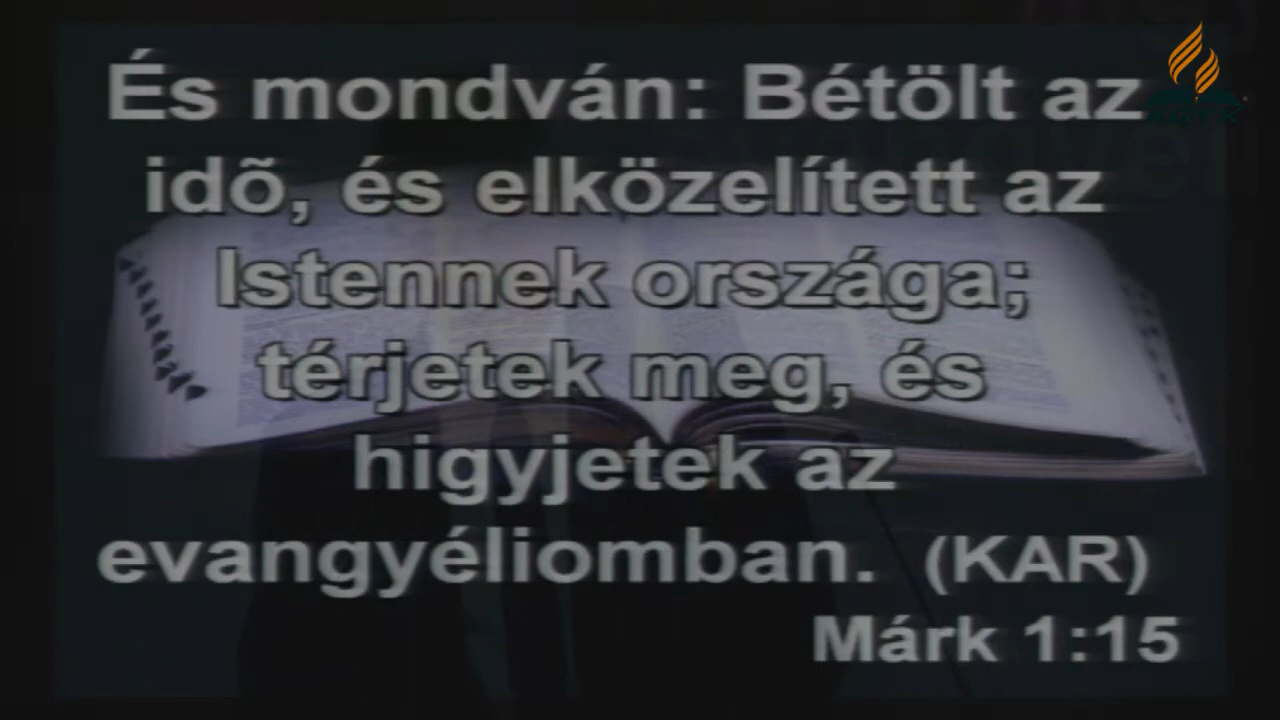 És mondván: Bétölt az
idõ, és elközelített az
Istennek országa;
térjetek meg, és
higyjetek az
evangyéliomban. (KAR)
Márk 1:15